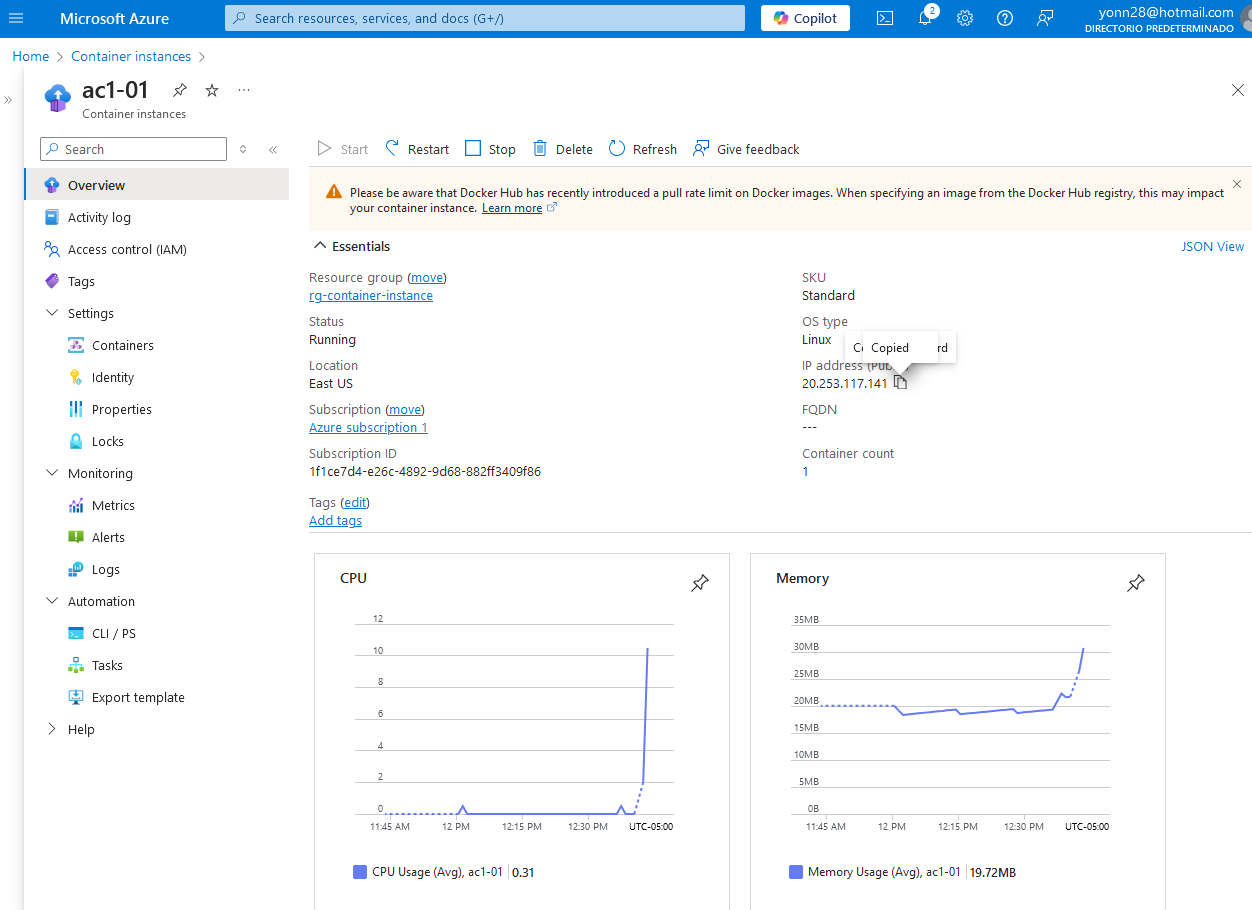 Microsoft Azure
Search resources, services, and docs (G+/)
Copilot
2
yonn28@hotmail.com
DIRECTORIO PREDETERMINADO
Home
Container instances
ac1-01
Container instances
Search
Start
Restart
Stop
Delete
Refresh
Give feedback
Overview
Activity log
Access control (IAM)
Tags
Settings
Containers
Identity
Properties
Locks
Monitoring
Metrics
Alerts
Logs
Automation
CLI / PS
Tasks
Export template
Help
Please be aware that Docker Hub has recently introduced a pull rate limit on Docker images. When specifying an image from the Docker Hub registry, this may impact
your container instance. Learn more
Essentials
JSON View
Resource group (move)
rg-container-instance
Status
Running
Location
East US
Subscription (move)
Azure subscription 1
Subscription ID
1f1ce7d4-e26c-4892-9d68-882ff3409f86
Tags (edit)
Add tags
SKU
Standard
OS type
Linux
Copied
IP address (Pub
20.253.117.141
FQDN
---
Container count
1
CPU
12
10
8
6
4
2
0
11:45 AM 12 PM 12:15 PM 12:30 PM UTC-05:00
CPU Usage (Avg), ac1-01 0.31
Memory
35MB
30MB
25MB
20MB
15MB
10MB
5MB
0B
11:45 AM 12 PM 12:15 PM 12:30 PM UTC-05:00
Memory Usage (Avg), ac1-01 19.72MB